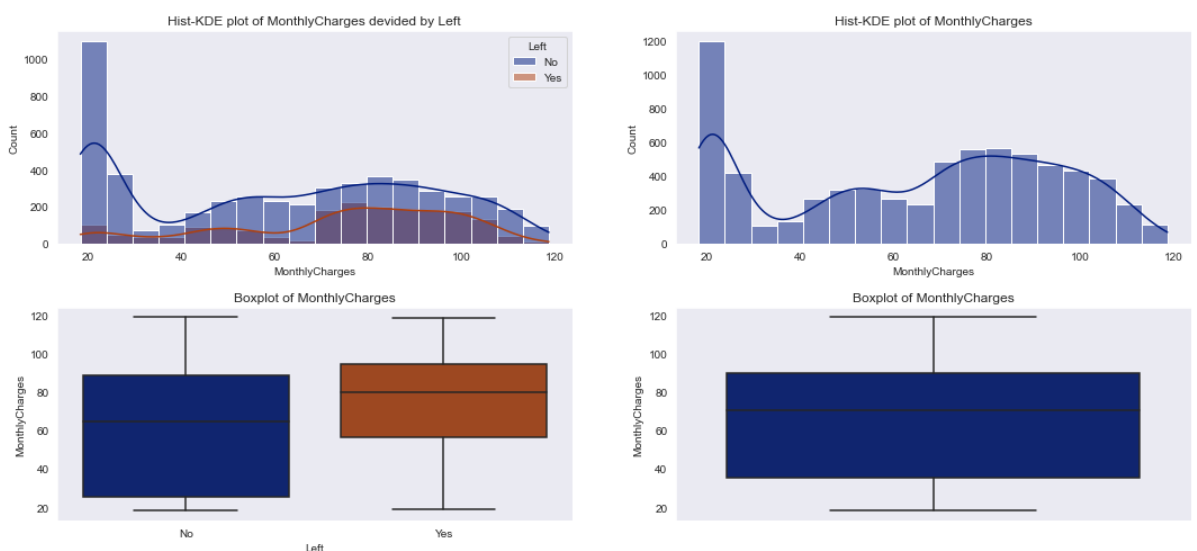 Hist-KDE plot of MonthlyCharges devided by Left
Left
No
Yes
1000
800
600
400
200
0
Count
20 40 60 80 100 120
MonthlyCharges
Hist-KDE plot of MonthlyCharges
1200
1000
800
600
400
200
0
Count
20 40 60 80 100 120
MonthlyCharges
Boxplot of MonthlyCharges
120
100
80
60
40
20
MonthlyCharges
No Yes
Left
Boxplot of MonthlyCharges
120
100
80
60
40
20
MonthlyCharges